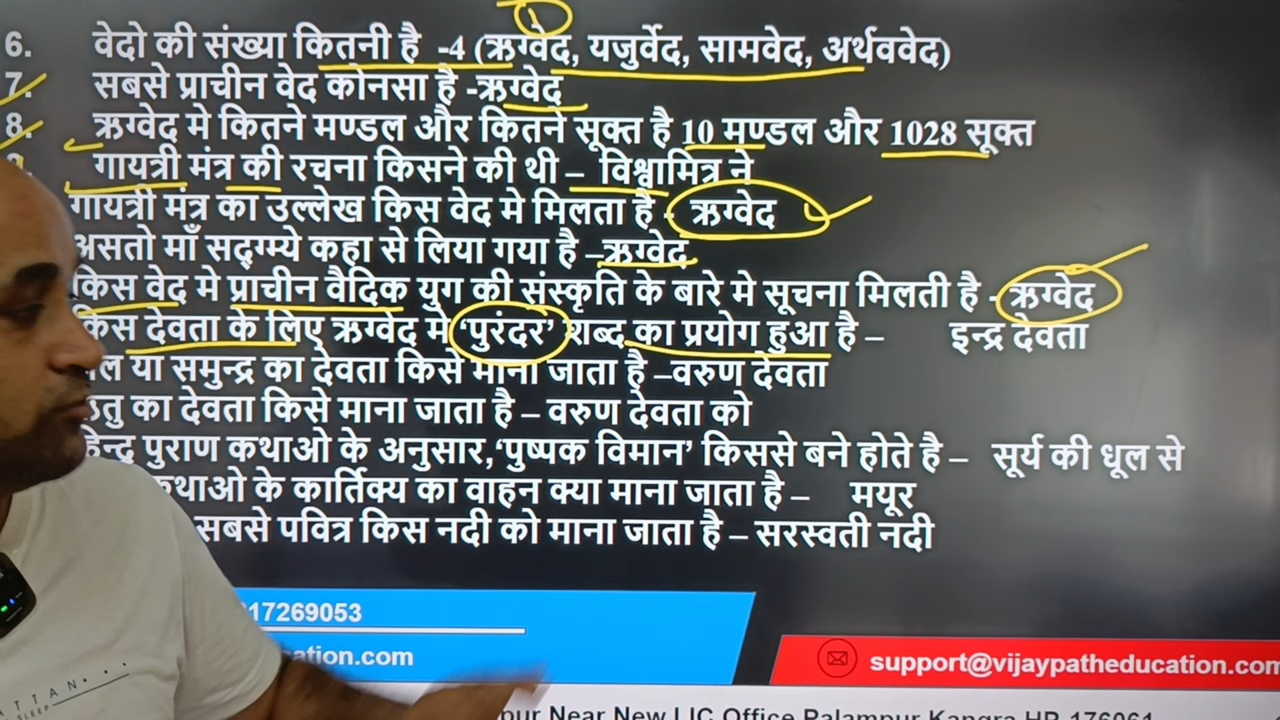 6. वेदो की संख्या कितनी है -4 (ऋग्वेद, यजुर्वेद, सामवेद, अर्थववेद)
7. सबसे प्राचीन वेद कोनसा है -ऋग्वेद
8. ऋग्वेद मे कितने मण्डल और कितने सूक्त है 10 मण्डल और 1028 सूक्त
गायत्री मंत्र की रचना किसने की थी – विश्वामित्र ने
गायत्री मंत्र का उल्लेख किस वेद मे मिलता है - ऋग्वेद
असतो माँ सद्ग्म्ये कहा से लिया गया है –ऋग्वेद
किस वेद मे प्राचीन वैदिक युग की संस्कृति के बारे मे सूचना मिलती है - ऋग्वेद
किस देवता के लिए ऋग्वेद मे ‘पुरंदर’ शब्द का प्रयोग हुआ है – इन्द्र देवता
या समुन्द्र का देवता किसे माना जाता है –वरुण देवता
का देवता किसे माना जाता है – वरुण देवता को
हिन्दू पुराण कथाओ के अनुसार,‘पुष्पक विमान’ किससे बने होते है – सूर्य की धूल से
कथाओ के कार्तिक्य का वाहन क्या माना जाता है – मयूर
सबसे पवित्र किस नदी को माना जाता है – सरस्वती नदी
17269053
ation.com
support@vijaypatheducation.com
pur Near New LIC Office Palampur Kangra HP-176061